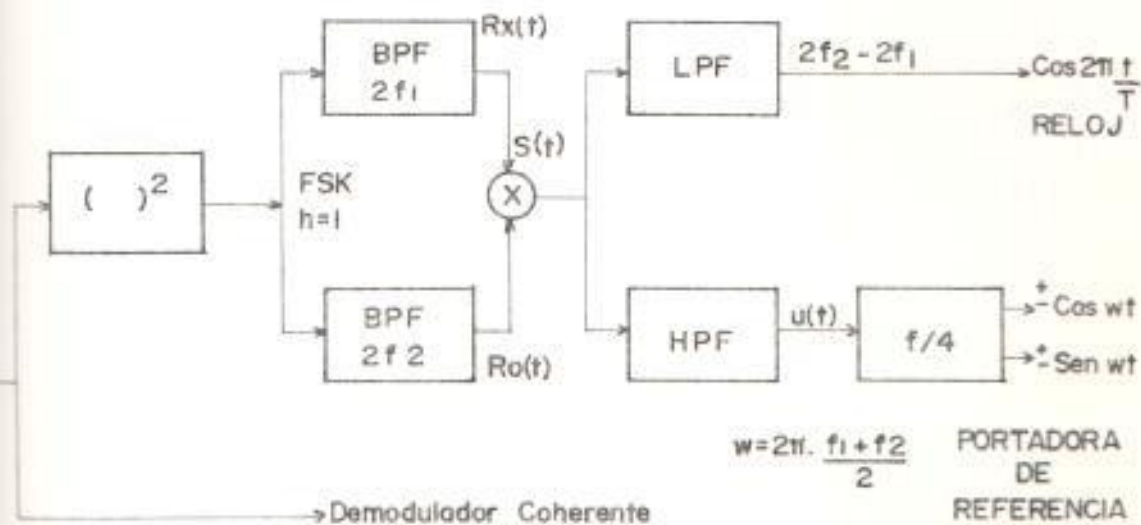 Rx(t)
BPF
2f1
LPF
2f2 - 2f1
Cos 2π t/T
RELOJ
S(t)
( )²
FSK
h=1
X
BPF
2f2
Ro(t)
HPF
u(t)
f/4
± Cos wt
± Sen wt
w=2π. f1+f2/2
PORTADORA
DE
REFERENCIA
Demodulador Coherente